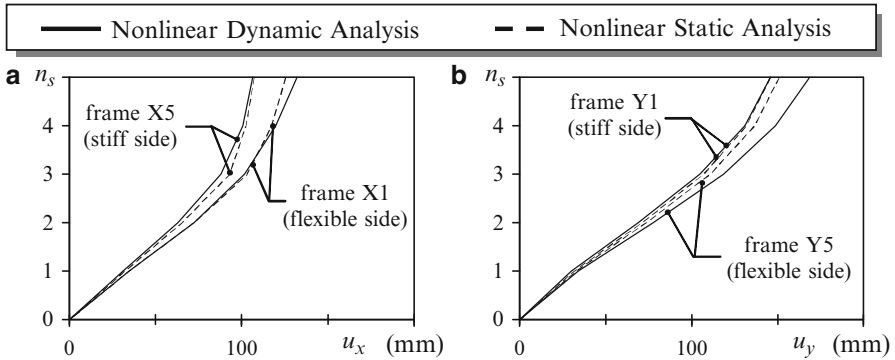 Nonlinear Dynamic Analysis
Nonlinear Static Analysis
a
n_s
5
4
3
2
1
0
frame X5
(stiff side)
frame X1
(flexible side)
0
100
u_x (mm)
b
n_s
5
4
3
2
1
0
frame Y1
(stiff side)
frame Y5
(flexible side)
0
100
u_y (mm)